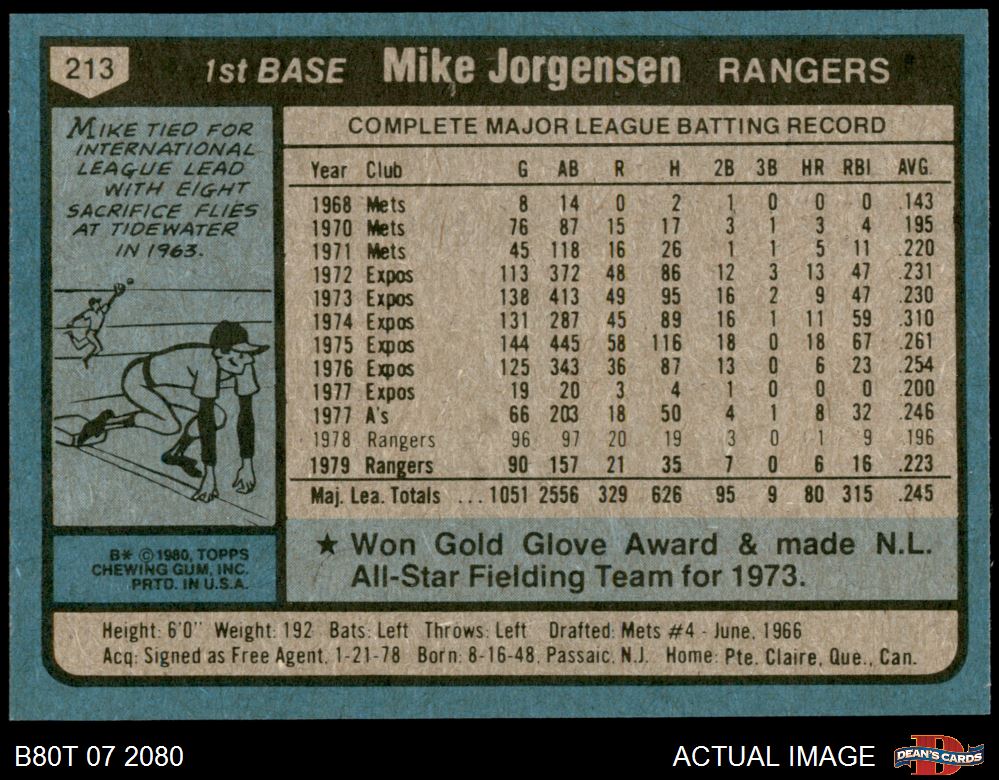 213 1st BASE Mike Jorgensen RANGERS
MIKE TIED FOR
INTERNATIONAL
LEAGUE LEAD
WITH EIGHT
SACRIFICE FLIES
AT TIDEWATER
IN 1963.
COMPLETE MAJOR LEAGUE BATTING RECORD
Year Club G AB R H 2B 3B HR RBI AVG.
1968 Mets 8 14 0 2 1 0 0 0 .143
1970 Mets 76 87 15 17 3 1 3 4 .195
1971 Mets 45 118 16 26 1 1 5 11 .220
1972 Expos 113 372 48 86 12 3 13 47 .231
1973 Expos 138 413 49 95 16 2 9 47 .230
1974 Expos 131 287 45 89 16 1 11 59 .310
1975 Expos 144 445 58 116 18 0 18 67 .261
1976 Expos 125 343 36 87 13 0 6 23 .254
1977 Expos 19 20 3 4 1 0 0 0 .200
1977 A's 66 203 18 50 4 1 8 32 .246
1978 Rangers 96 97 20 19 3 0 1 9 .196
1979 Rangers 90 157 21 35 7 0 6 16 .223
Maj. Lea. Totals ... 1051 2556 329 626 95 9 80 315 .245
B* © 1980, TOPPS
CHEWING GUM, INC.
PRTD. IN U.S.A.
★ Won Gold Glove Award & made N.L.
All-Star Fielding Team for 1973.
Height: 6'0" Weight: 192 Bats: Left Throws: Left Drafted: Mets #4 - June, 1966
Acq: Signed as Free Agent, 1-21-78 Born: 8-16-48, Passaic, N.J. Home: Pte. Claire, Que., Can.
B80T 07 2080
ACTUAL IMAGE
DEAN'S CARDS